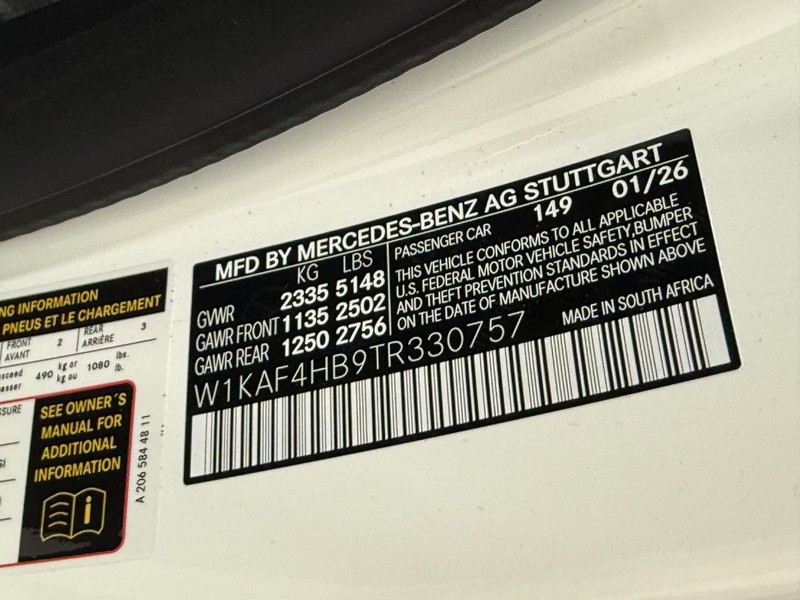 MFD BY MERCEDES-BENZ AG STUTTGART
KG LBS
GVWR 2335 5148
GAWR FRONT 1135 2502
GAWR REAR 1250 2756
PASSENGER CAR 149 01/26
THIS VEHICLE CONFORMS TO ALL APPLICABLE
U.S. FEDERAL MOTOR VEHICLE SAFETY, BUMPER
AND THEFT PREVENTION STANDARDS IN EFFECT
ON THE DATE OF MANUFACTURE SHOWN ABOVE
W1KAF4HB9TR330757
MADE IN SOUTH AFRICA
NG INFORMATION
PNEUS ET LE CHARGEMENT
FRONT 2 REAR 3
AVANT ARRIÈRE
490 kg or 1080 lbs.
kg ou lb.
SEE OWNER´S
MANUAL FOR
ADDITIONAL
INFORMATION
i
A 206 584 48 11